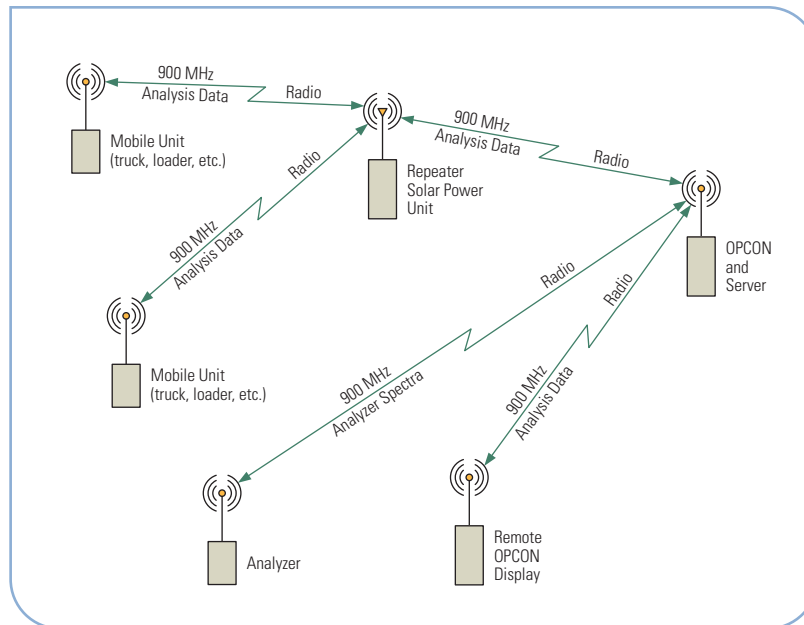 900 MHz
Analysis Data
Radio
Mobile Unit
(truck, loader, etc.)
900 MHz
Analysis Data
Radio
Repeater
Solar Power
Unit
900 MHz
Analysis Data
Radio
OPCON
and
Server
Mobile Unit
(truck, loader, etc.)
900 MHz
Analyzer Spectra
Radio
900 MHz
Analysis Data
Radio
Analyzer
Remote
OPCON
Display